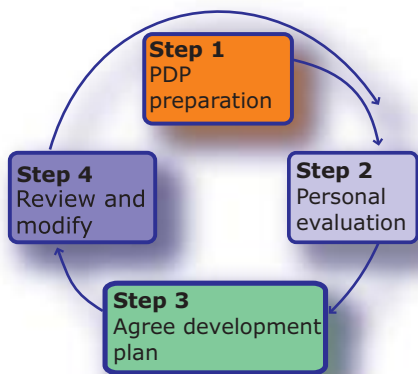 Step 1
PDP
preparation
Step 2
Personal
evaluation
Step 3
Agree development
plan
Step 4
Review and
modify